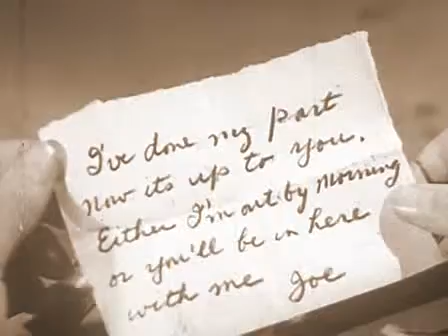 I've done my part
now its up to you.
Either I'm out by morning
or you'll be in here
with me Joe